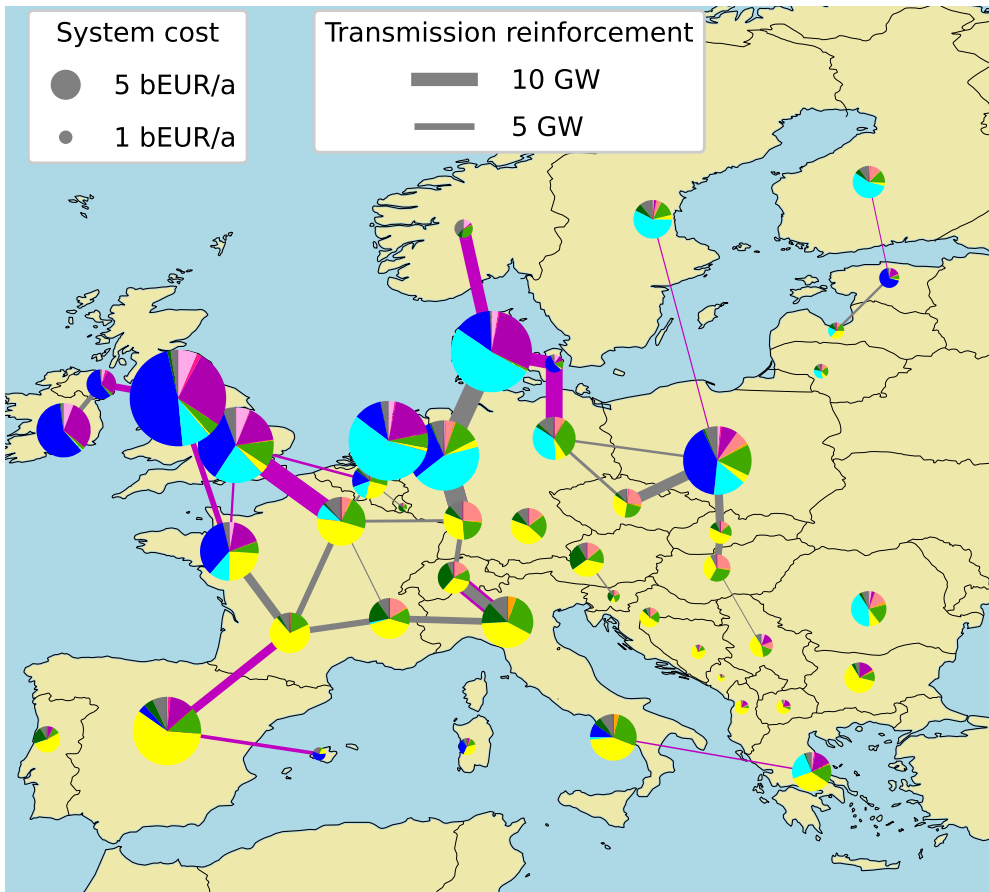 System cost
5 bEUR/a
1 bEUR/a
Transmission reinforcement
10 GW
5 GW